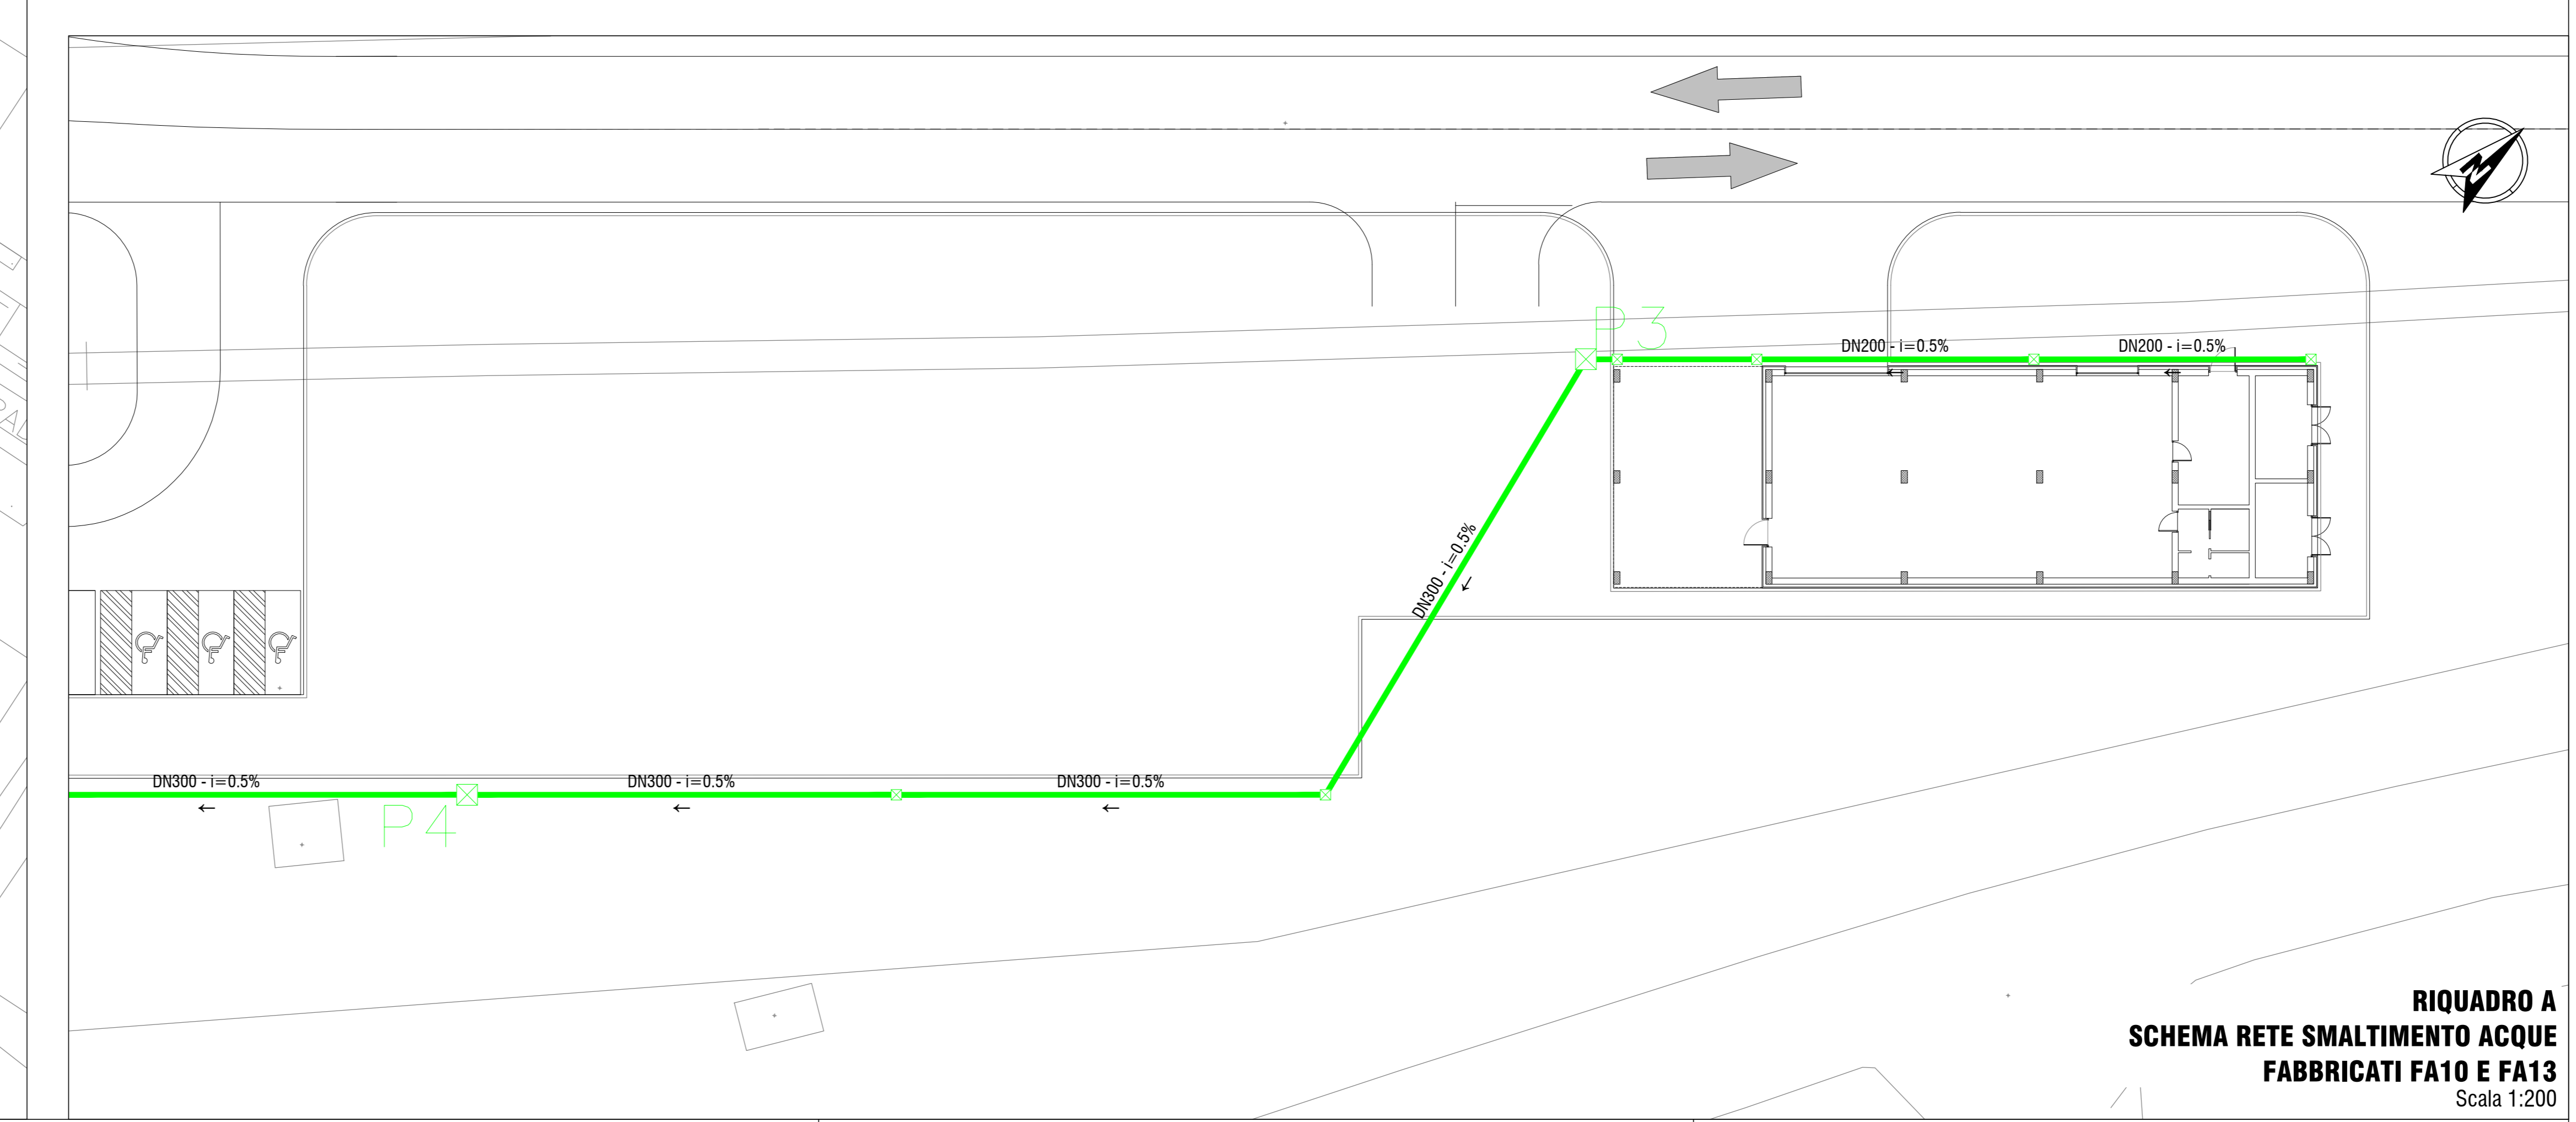 N
P3
DN200 - i=0.5%
DN200 - i=0.5%
DN300 - i=0.5%
DN300 - i=0.5%
DN300 - i=0.5%
DN300 - i=0.5%
P4
RIQUADRO A
SCHEMA RETE SMALTIMENTO ACQUE
FABBRICATI FA10 E FA13
Scala 1:200